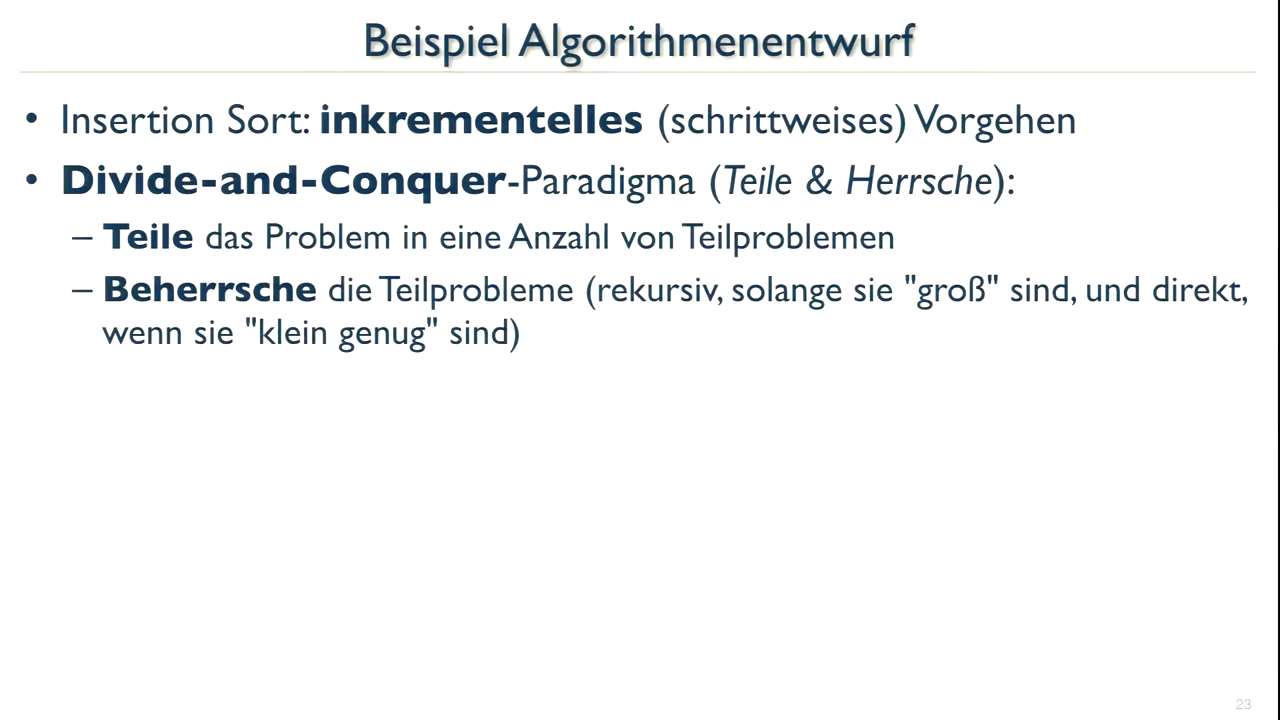 Beispiel Algorithmenentwurf
• Insertion Sort: inkrementelles (schrittweises) Vorgehen
• Divide-and-Conquer-Paradigma (Teile & Herrsche):
– Teile das Problem in eine Anzahl von Teilproblemen
– Beherrsche die Teilprobleme (rekursiv, solange sie "groß" sind, und direkt,
wenn sie "klein genug" sind)
23